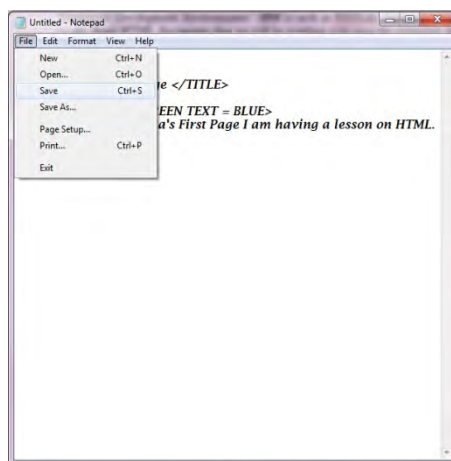 Untitled - Notepad
File Edit Format View Help
New Ctrl+N
Open... Ctrl+O
Save Ctrl+S
Save As...
Page Setup...
Print... Ctrl+P
Exit
ge </TITLE>
EEN TEXT = BLUE>
a's First Page I am having a lesson on HTML.